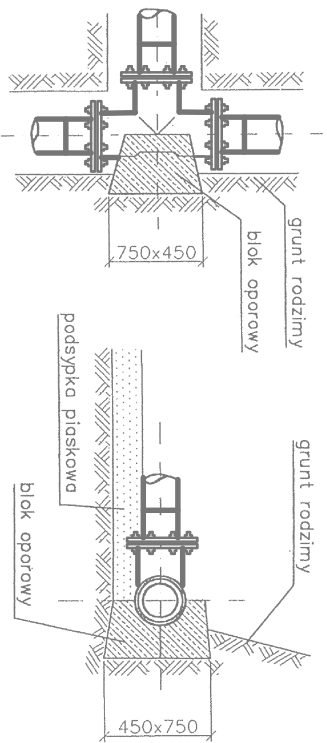 grunt rodzimy
blok oporowy
750x450
grunt rodzimy
podsypka piaskowa
blok oporowy
450x750